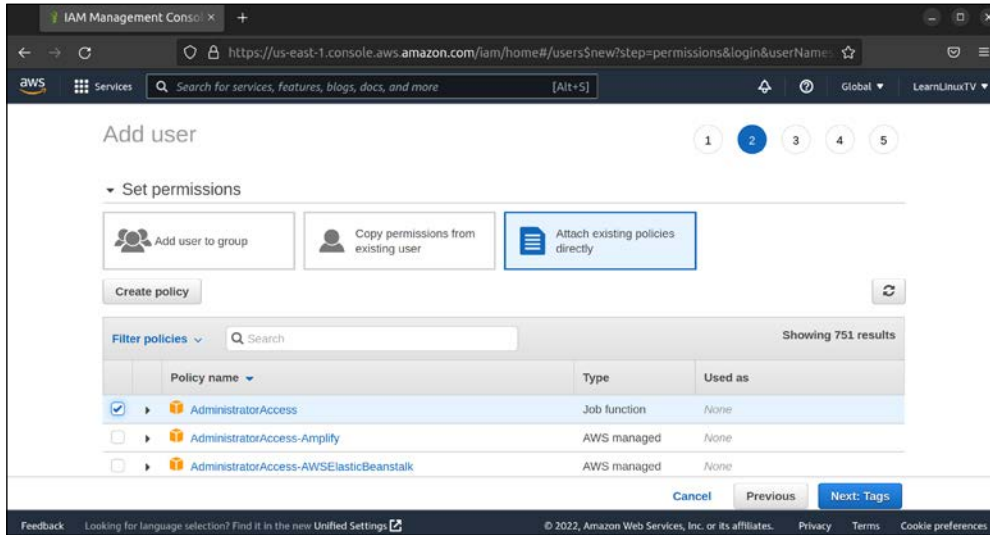 IAM Management Consol × +
https://us-east-1.console.aws.amazon.com/iam/home#/users$new?step=permissions&login&userNames
aws Services Search for services, features, blogs, docs, and more [Alt+S] Global LearnLinuxTV
Add user 1 2 3 4 5
Set permissions
Add user to group
Copy permissions from
existing user
Attach existing policies
directly
Create policy
Filter policies Search Showing 751 results
Policy name Type Used as
AdministratorAccess Job function None
AdministratorAccess-Amplify AWS managed None
AdministratorAccess-AWSElasticBeanstalk AWS managed None
Cancel Previous Next: Tags
Feedback Looking for language selection? Find it in the new Unified Settings © 2022, Amazon Web Services, Inc. or its affiliates. Privacy Terms Cookie preferences